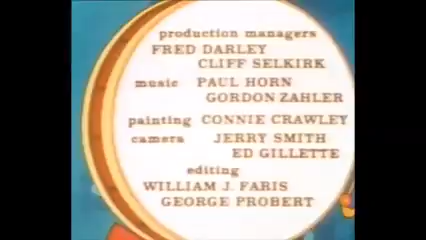 production managers
FRED DARLEY
CLIFF SELKIRK
music PAUL HORN
GORDON ZAHLER
painting CONNIE CRAWLEY
camera JERRY SMITH
ED GILLETTE
editing
WILLIAM J. FARIS
GEORGE PROBERT